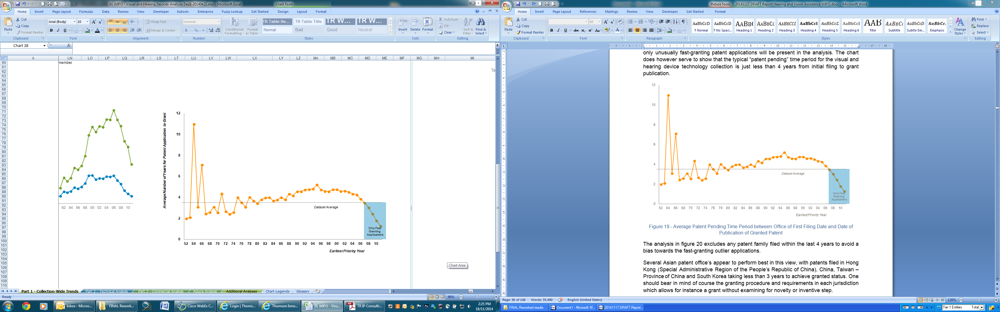 01 WIPO - Visual and Hearing Devices-Analysis Deck-20140421.xlsx - Microsoft Excel
Chart Tools
Home Insert Page Layout Formulas Data Review View Developer Kutools Enterprise Fuzzy Lookup Get Started Design Layout Format
Paste
Cut
Copy
Format Painter
Clipboard
Arial (Body) 10
B I U
Font
Wrap Text
Merge & Center
Alignment
General
$ % ,
Number
Conditional Formatting
Format as Table
TR Table He... TR Table Title TR W... TR W...
Normal Bad Good Neutral
Styles
Insert Delete Format
Cells
AutoSum
Fill
Clear
Sort & Filter
Find & Select
Editing
Chart 28
fx
A LN LO LP LQ LR LS LT LU LV LW LX LY LZ MA MB MC MD ME MF MG MH MI
60 member
61
62 Ta
63
64
65
66
67
68
69
70
71
72
73
74
75
76
77
78
79
80
81
82
83
84
85
86
87
88
89
90
91
92
93
94
95
96
97
98
99
100
101
102
103
104
105
106
107
108
109
110
92 94 96 98 00 02 04 06 08 10
Average Number of Years for Patent Application to Grant
12
10
8
6
4
2
0
Dataset Average
Only Fast
Granting
Applications
52 54 66 68 70 72 74 76 78 80 82 84 86 88 90 92 94 96 98 00 02 04 06 08 10
Earliest Priority Year
Chart Area
Part 1 - Collection-Wide Trends Part 2 - Technical Analysis Part 3 - Commercial Analysis Aduna Analysis Additional Analyses Chart Legends Glossary
Ready
90%
Picture Tools
20141117 DRAFT Report Hearing and Vision Assistance WIPO.docx - Microsoft Word
Home Insert Page Layout References Mailings Review View Developer Get Started Format
Paste
Cut
Copy
Format Painter
Clipboard
10
B I U abc x₂ x² Aa
Font
Paragraph
AaBbCcD AaBbCcD AaBb( AaBbCc AABBCCL AaBbCcI AaBbCcD AaBbCcI AAB AaBbC( AaBbCcD AaBbCc
¶ Normal ¶ No Spaci... Heading 1 Heading 2 Heading 3 Heading 4 Heading 5 Heading 6 Title Subtitle Subtle Em... Emphasis
Change Styles
Styles
Find
Replace
Select
Editing
only unusually fast-granting patent applications will be present in the analysis. The chart
does however serve to show that the typical “patent pending” time period for the visual and
hearing device technology collection is just less than 4 years from initial filing to grant
publication.
12
10
8
6
4
2
0
Dataset Average
Only Fast
Granting
Applications
52 64 66 68 70 72 74 76 78 80 82 84 86 88 90 92 94 96 98 00 02 04 06 08 10
Earliest Priority Year
Figure 19 - Average Patent Pending Time Period between Office of First Filing Date and Date of
Publication of Granted Patent
The analysis in figure 20 excludes any patent family filed within the last 4 years to avoid a
bias towards the fast-granting outlier applications.
Several Asian patent office’s appear to perform best in this view, with patents filed in Hong
Kong (Special Administrative Region of the People’s Republic of China), China, Taiwan –
Province of China and South Korea taking less than 3 years to achieve granted status. One
should bear in mind of course the granting procedure and requirements in each jurisdiction
which allows for instance a grant without examining for novelty or inventive step.
Page: 36 of 148 Words: 35,490 English (United States)
120%
Inbox - Micros... FINAL Rework... Cisco WebEx C... Login | Thoms... Thomson Inno... 01 WIPO - Visu... TR IP Consulti...
2:25 PM
18/11/2014
FINAL Reworked results Document1 - Microsoft W... 20141117 DRAFT Report...
Tier 1 Entities Total